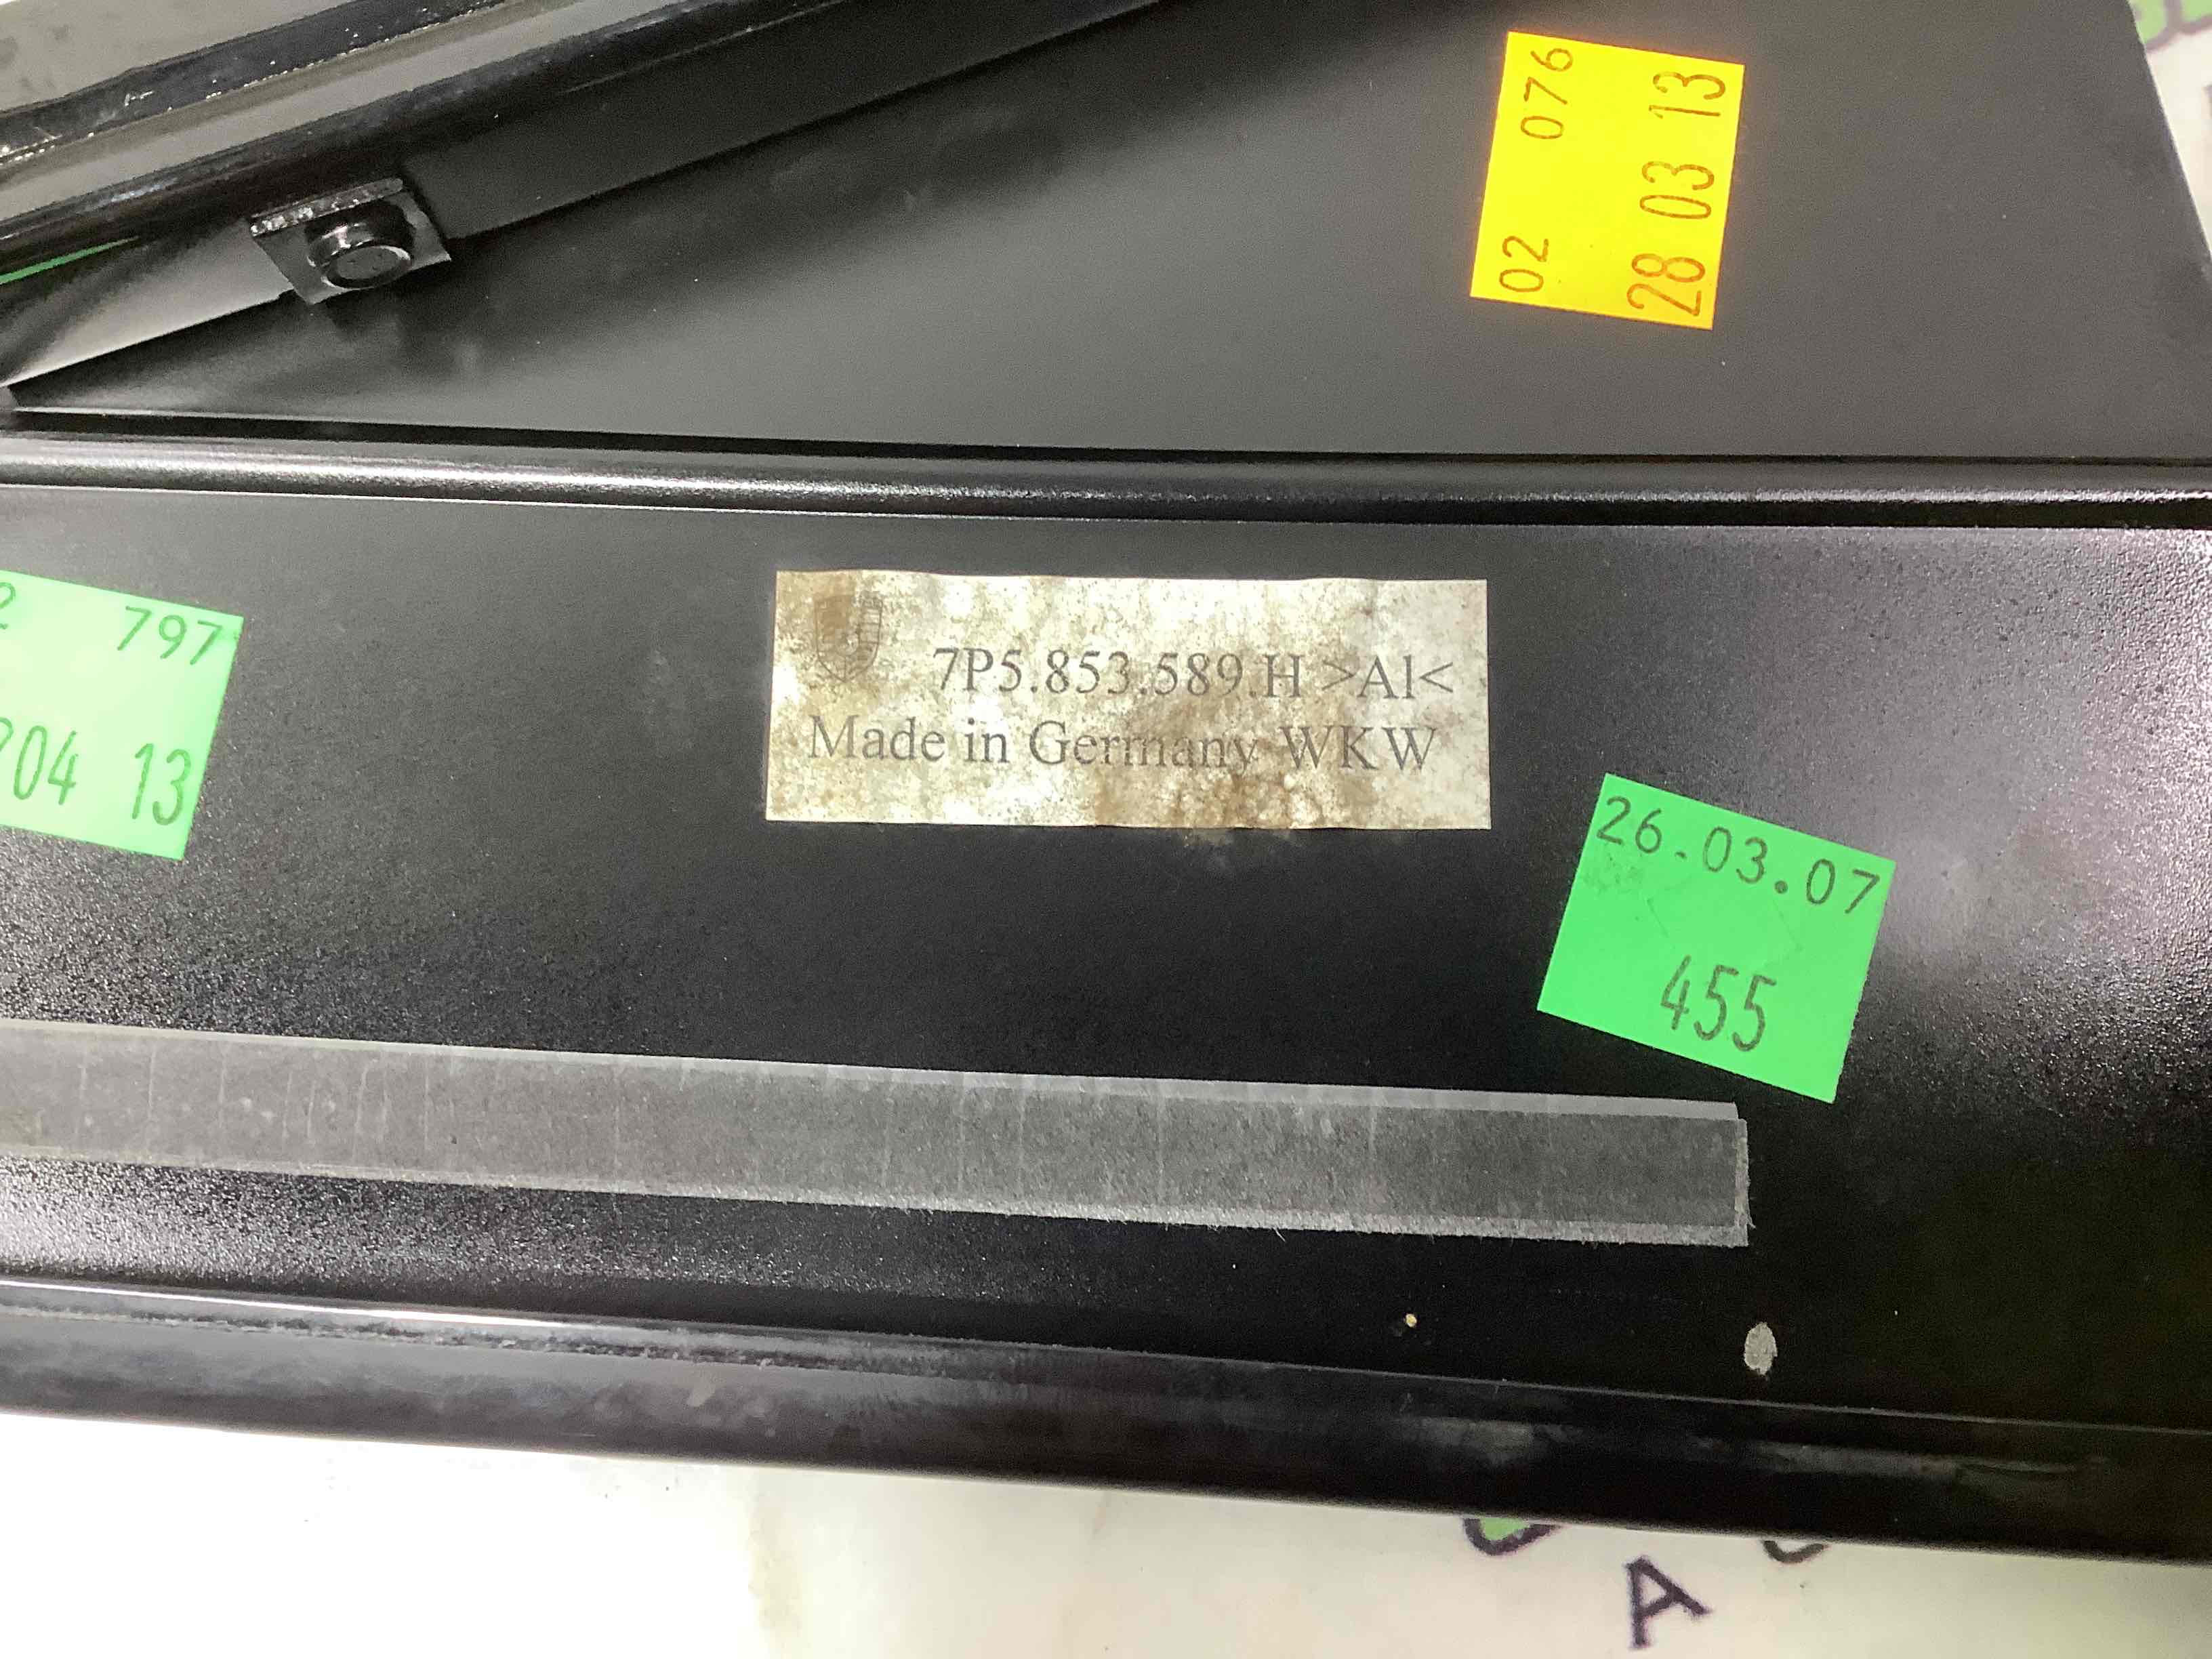 02 076
28 03 13
797
04 13
7P5.853.589.H >Al<
Made in Germany WKW
26.03.07
455
A